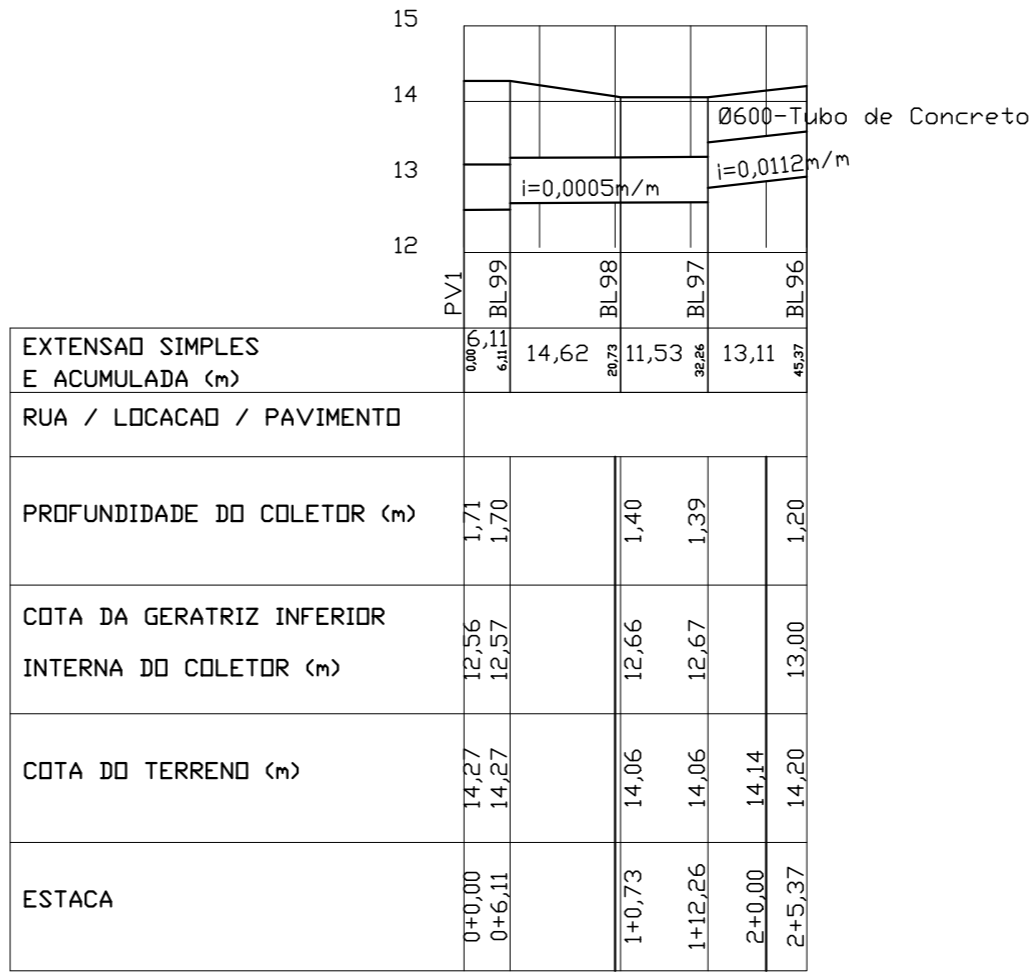 15
14
13
12
Ø600-Tubo de Concreto
i=0,0112m/m
i=0,0005m/m
PV1
BL99
BL98
BL97
BL96
EXTENSAO SIMPLES
E ACUMULADA (m)
0,00
6,11
6,11
14,62
20,73
11,53
32,26
13,11
45,37
RUA / LOCACAO / PAVIMENTO
PROFUNDIDADE DO COLETOR (m)
1,71
1,70
1,40
1,39
1,20
COTA DA GERATRIZ INFERIOR
INTERNA DO COLETOR (m)
12,56
12,57
12,66
12,67
13,00
COTA DO TERRENO (m)
14,27
14,27
14,06
14,06
14,14
14,20
ESTACA
0+0,00
0+6,11
1+0,73
1+12,26
2+0,00
2+5,37